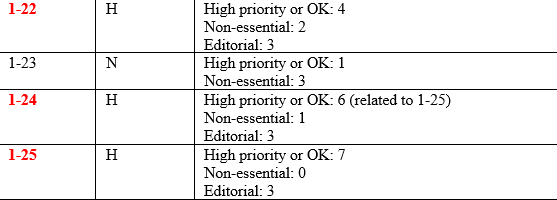 1-22 H High priority or OK: 4
Non-essential: 2
Editorial: 3
1-23 N High priority or OK: 1
Non-essential: 3
1-24 H High priority or OK: 6 (related to 1-25)
Non-essential: 1
Editorial: 3
1-25 H High priority or OK: 7
Non-essential: 0
Editorial: 3